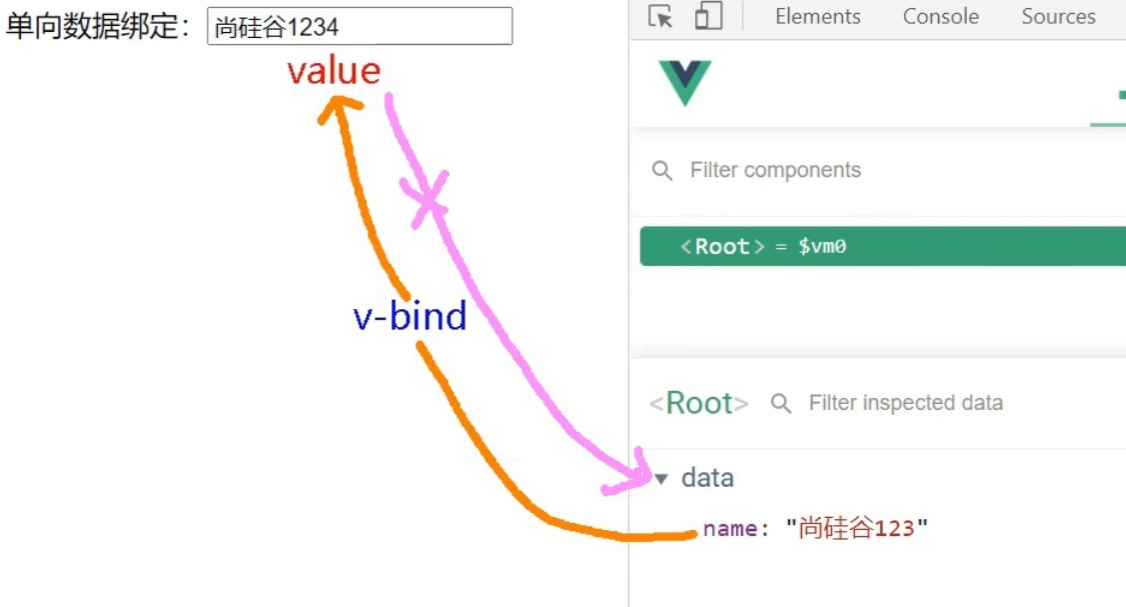 单向数据绑定：尚硅谷1234
value
v-bind
Elements Console Sources
Filter components
<Root> = $vm0
<Root> Filter inspected data
data
name: "尚硅谷123"